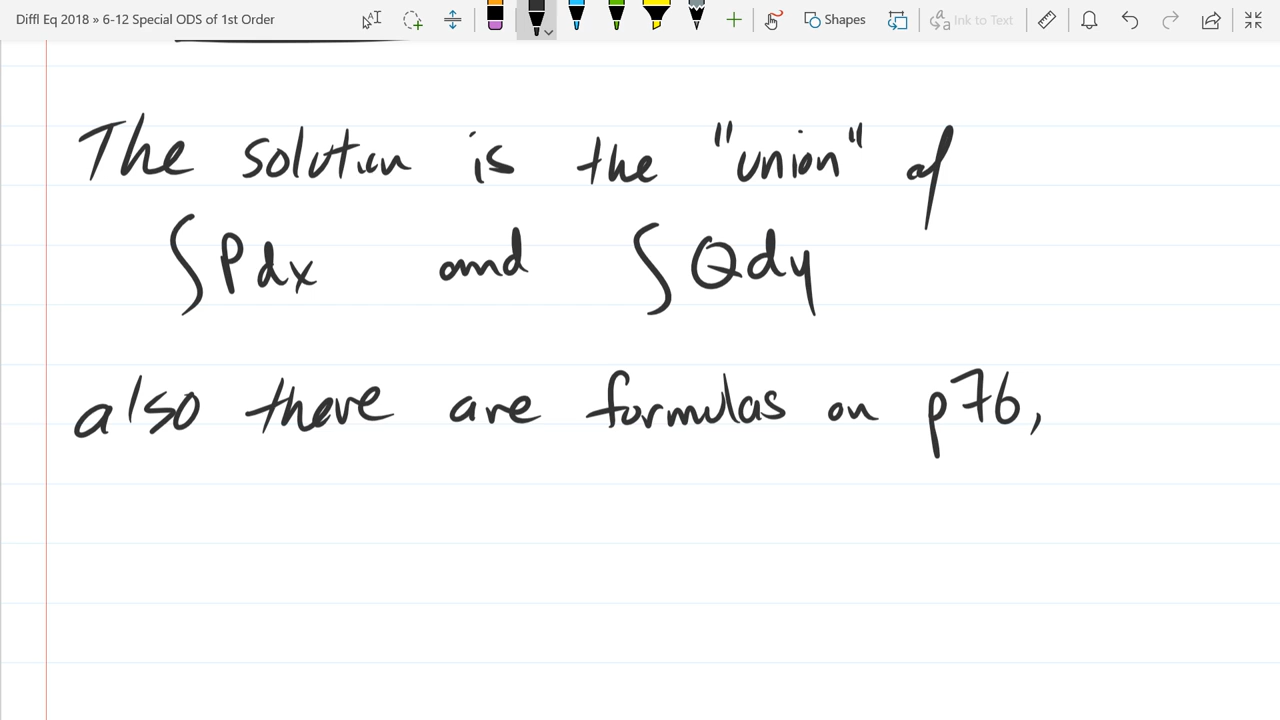 Diffl Eq 2018 » 6-12 Special ODS of 1st Order
Shapes
Ink to Text
The solution is the "union" of
∫Pdx and ∫Qdy
also there are formulas on p76,